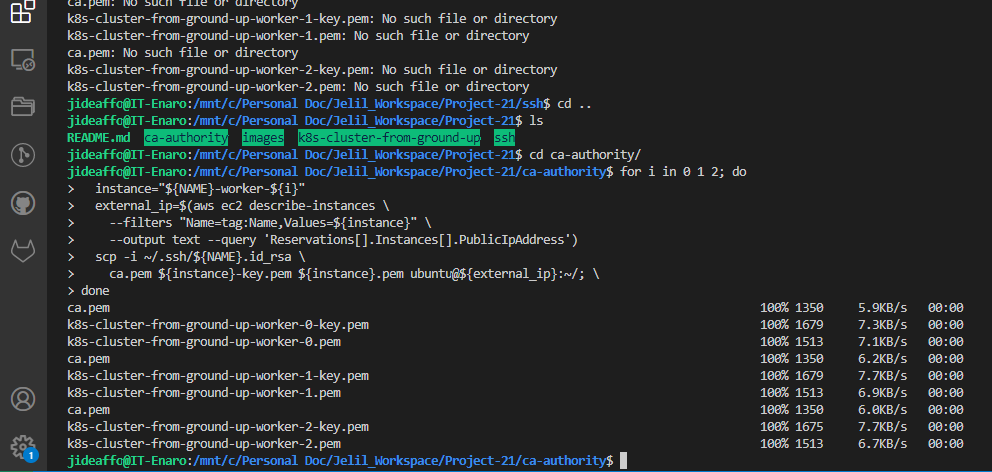 ca.pem: No such file or directory
k8s-cluster-from-ground-up-worker-1-key.pem: No such file or directory
k8s-cluster-from-ground-up-worker-1.pem: No such file or directory
ca.pem: No such file or directory
k8s-cluster-from-ground-up-worker-2-key.pem: No such file or directory
k8s-cluster-from-ground-up-worker-2.pem: No such file or directory
jideaffo@IT-Enaro:/mnt/c/Personal Doc/Jelil_Workspace/Project-21/ssh$ cd ..
jideaffo@IT-Enaro:/mnt/c/Personal Doc/Jelil_Workspace/Project-21$ ls
README.md ca-authority images k8s-cluster-from-ground-up ssh
jideaffo@IT-Enaro:/mnt/c/Personal Doc/Jelil_Workspace/Project-21$ cd ca-authority/
jideaffo@IT-Enaro:/mnt/c/Personal Doc/Jelil_Workspace/Project-21/ca-authority$ for i in 0 1 2; do
> instance="${NAME}-worker-${i}"
> external_ip=$(aws ec2 describe-instances \
> --filters "Name=tag:Name,Values=${instance}" \
> --output text --query 'Reservations[].Instances[].PublicIpAddress')
> scp -i ~/.ssh/${NAME}.id_rsa \
> ca.pem ${instance}-key.pem ${instance}.pem ubuntu@${external_ip}:~/; \
> done
ca.pem 100% 1350 5.9KB/s 00:00
k8s-cluster-from-ground-up-worker-0-key.pem 100% 1679 7.3KB/s 00:00
k8s-cluster-from-ground-up-worker-0.pem 100% 1513 7.1KB/s 00:00
ca.pem 100% 1350 6.2KB/s 00:00
k8s-cluster-from-ground-up-worker-1-key.pem 100% 1679 7.7KB/s 00:00
k8s-cluster-from-ground-up-worker-1.pem 100% 1513 6.9KB/s 00:00
ca.pem 100% 1350 6.0KB/s 00:00
k8s-cluster-from-ground-up-worker-2-key.pem 100% 1675 7.7KB/s 00:00
k8s-cluster-from-ground-up-worker-2.pem 100% 1513 6.7KB/s 00:00
jideaffo@IT-Enaro:/mnt/c/Personal Doc/Jelil_Workspace/Project-21/ca-authority$
1